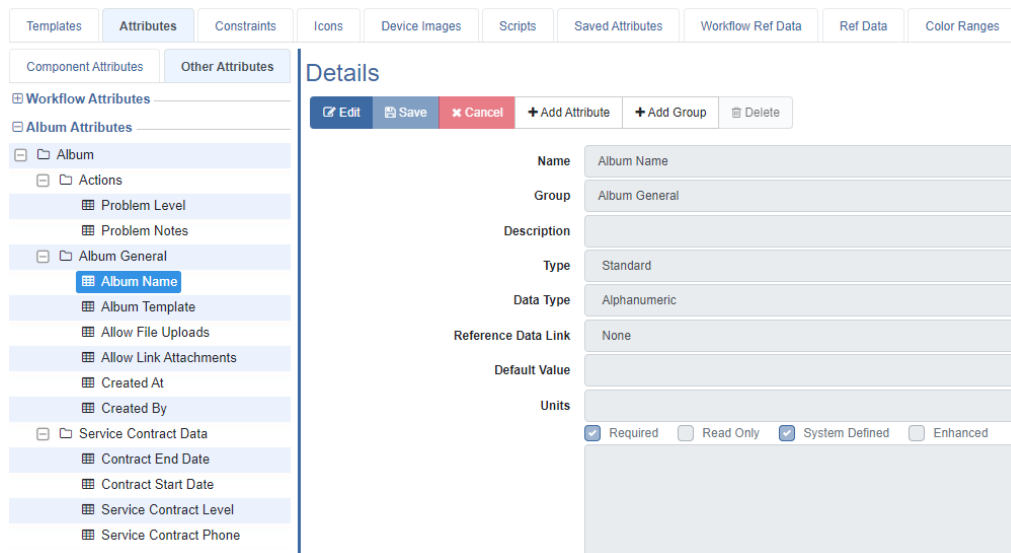 Templates Attributes Constraints Icons Device Images Scripts Saved Attributes Workflow Ref Data Ref Data Color Ranges
Component Attributes Other Attributes
Workflow Attributes
Album Attributes
Album
Actions
Problem Level
Problem Notes
Album General
Album Name
Album Template
Allow File Uploads
Allow Link Attachments
Created At
Created By
Service Contract Data
Contract End Date
Contract Start Date
Service Contract Level
Service Contract Phone
Details
Edit Save Cancel Add Attribute Add Group Delete
Name Album Name
Group Album General
Description
Type Standard
Data Type Alphanumeric
Reference Data Link None
Default Value
Units
Required Read Only System Defined Enhanced